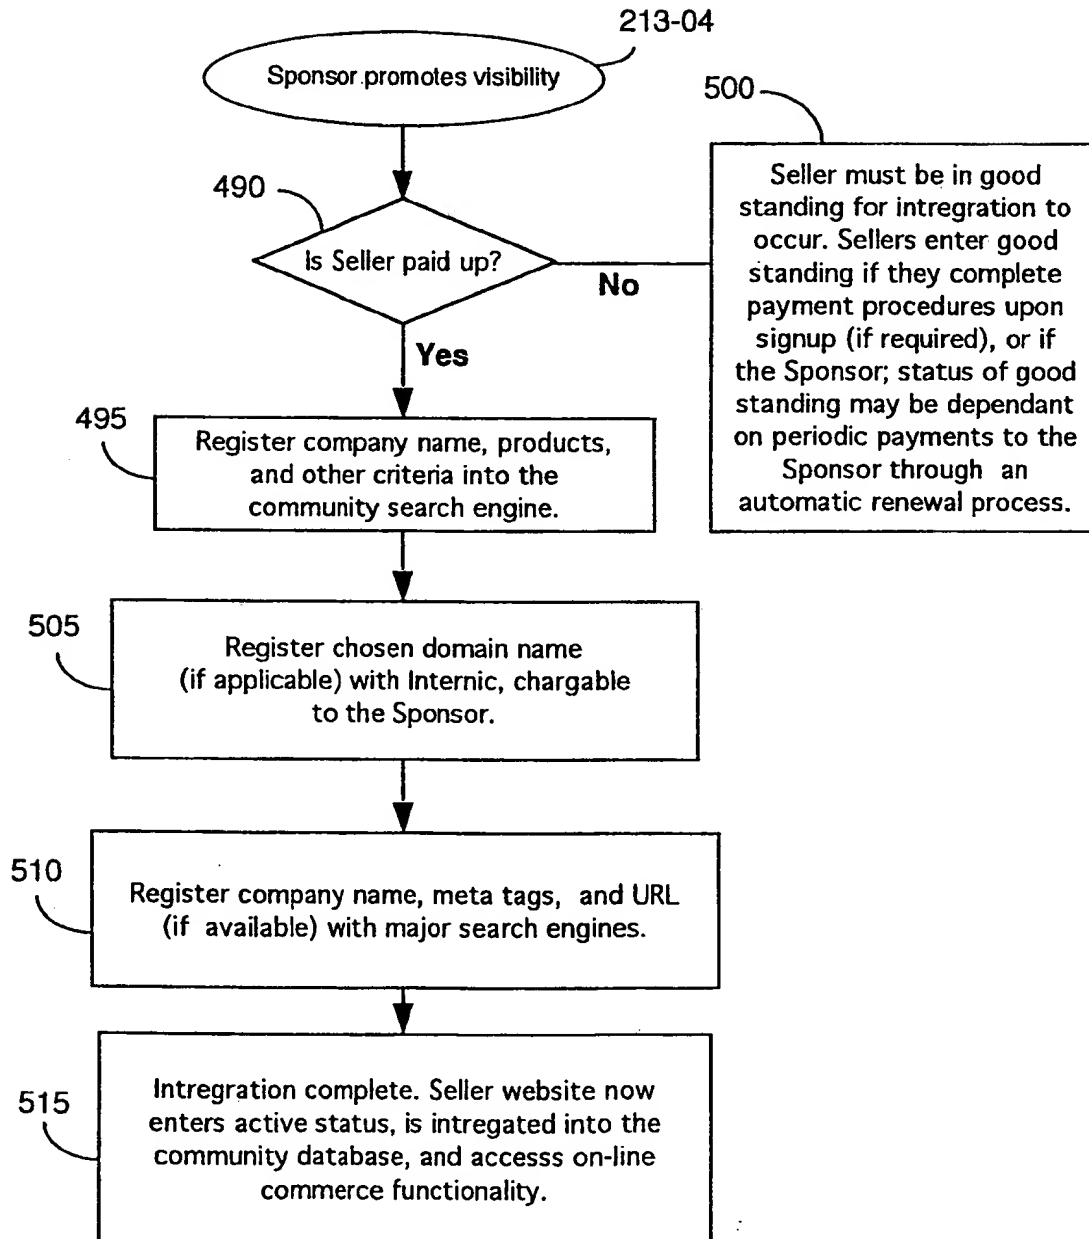 213-04
Sponsor promotes visibility
500
490
Is Seller paid up?
No
Yes
Seller must be in good
standing for intregration to
occur. Sellers enter good
standing if they complete
payment procedures upon
signup (if required), or if
the Sponsor; status of good
standing may be dependant
on periodic payments to the
Sponsor through an
automatic renewal process.
495
Register company name, products,
and other criteria into the
community search engine.
505
Register chosen domain name
(if applicable) with Internic, chargable
to the Sponsor.
510
Register company name, meta tags, and URL
(if available) with major search engines.
515
Intregration complete. Seller website now
enters active status, is intregated into the
community database, and accesss on-line
commerce functionality.